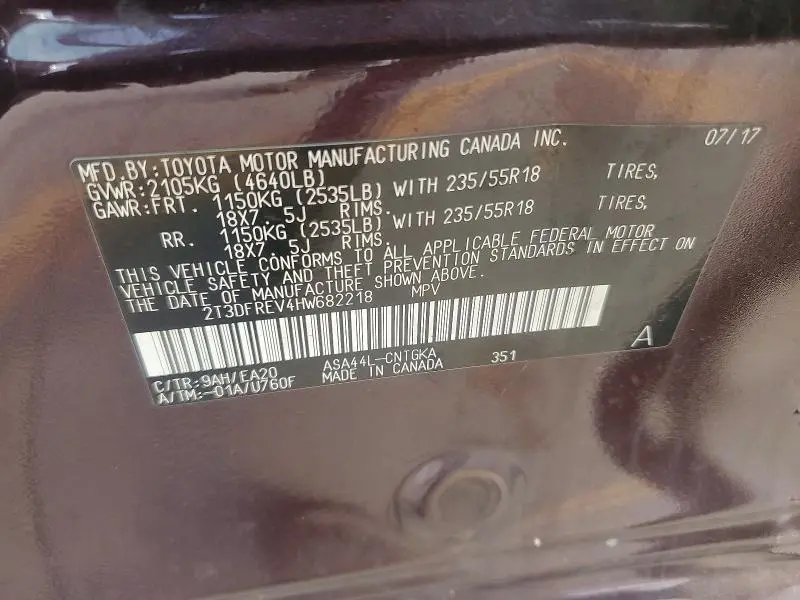 MFD.BY:TOYOTA MOTOR MANUFACTURING CANADA INC. 07/17
GVWR:2105KG (4640LB)
GAWR:FRT. 1150KG (2535LB) WITH 235/55R18 TIRES,
18X7. 5J RIMS.
RR. 1150KG (2535LB) WITH 235/55R18 TIRES,
18X7. 5J RIMS.
THIS VEHICLE CONFORMS TO ALL APPLICABLE FEDERAL MOTOR
VEHICLE SAFETY AND THEFT PREVENTION STANDARDS IN EFFECT ON
THE DATE OF MANUFACTURE SHOWN ABOVE.
2T3DFREV4HW682218 MPV
C/TR:9AH/EA20 ASA44L-CNTGKA 351 A
A/TM:-01A/U760F MADE IN CANADA